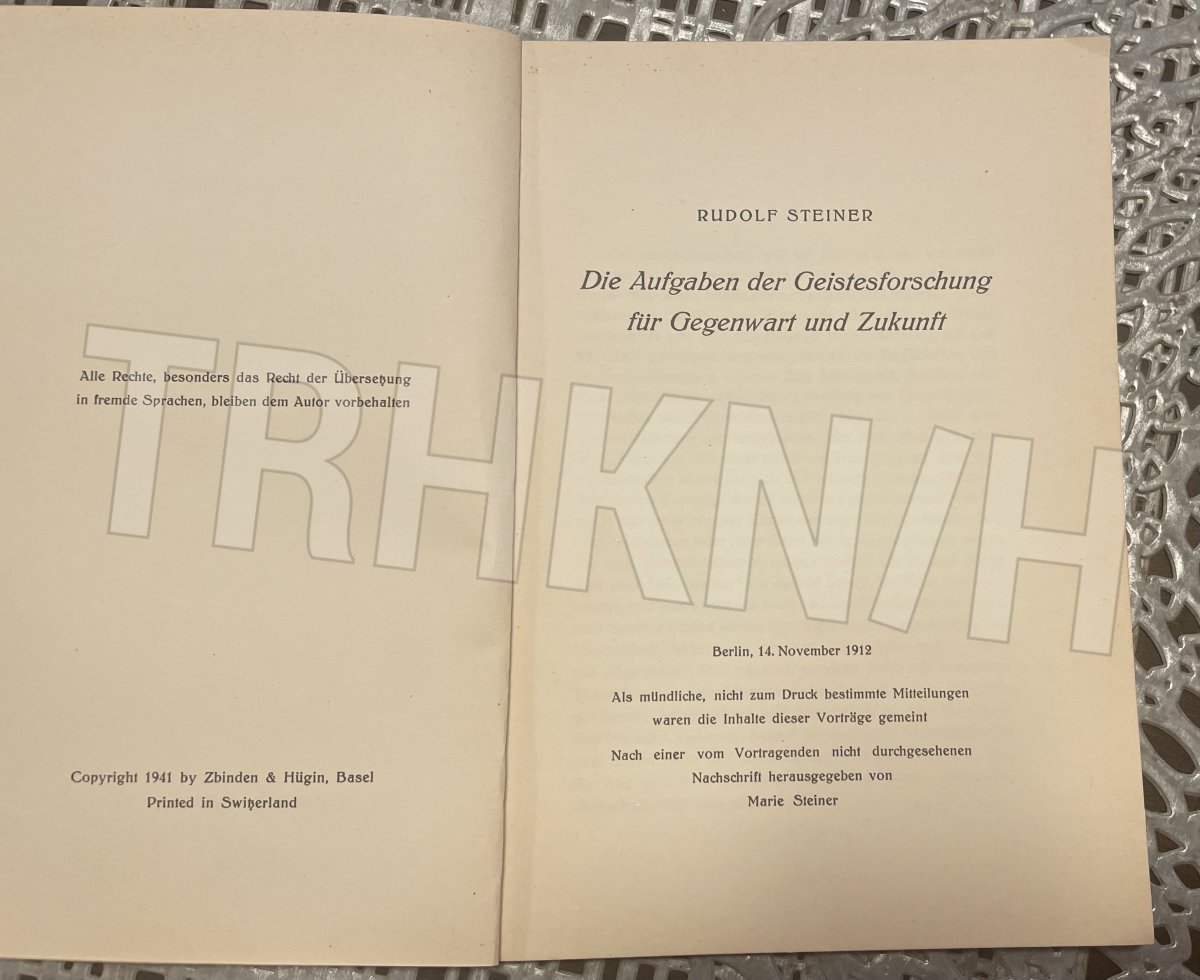 Alle Rechte, besonders das Recht der Übersetzung
in fremde Sprachen, bleiben dem Autor vorbehalten
Copyright 1941 by Zbinden & Hügin, Basel
Printed in Switzerland
RUDOLF STEINER
Die Aufgaben der Geistesforschung
für Gegenwart und Zukunft
Berlin, 14. November 1912
Als mündliche, nicht zum Druck bestimmte Mitteilungen
waren die Inhalte dieser Vorträge gemeint
Nach einer vom Vortragenden nicht durchgesehenen
Nachschrift herausgegeben von
Marie Steiner
TRHKN/H